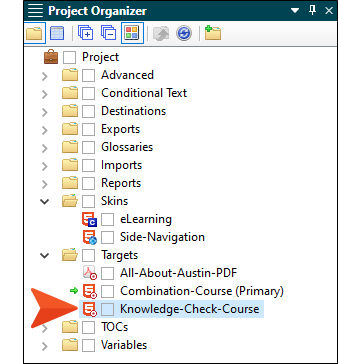 Project Organizer
Project
Advanced
Conditional Text
Destinations
Exports
Glossaries
Imports
Reports
Skins
eLearning
Side-Navigation
Targets
All-About-Austin-PDF
Combination-Course (Primary)
Knowledge-Check-Course
TOCs
Variables